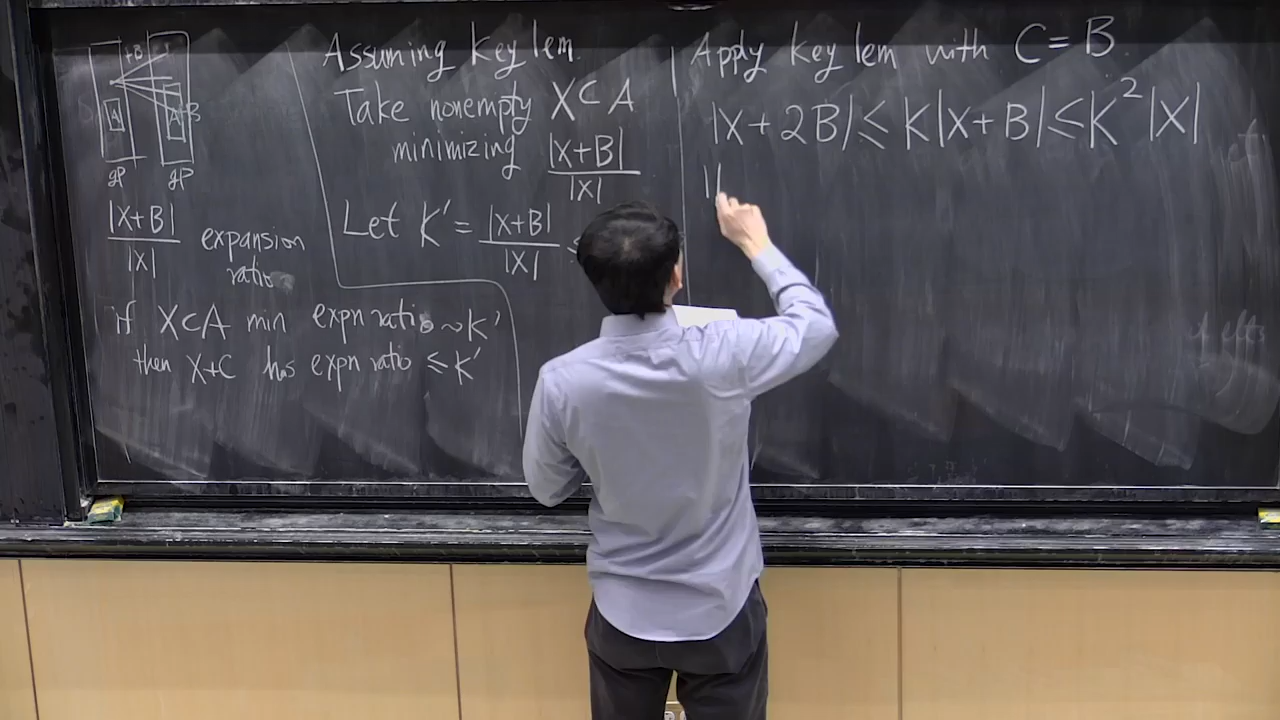 +B
A
A+B
gp
gp
|X+B|
|X|
expansion
ratio
if X⊂A min expn ratio ~K'
then X+C has expn ratio ≤K'
Assuming key lem.
Take nonempty X⊂A
minimizing |X+B|
|X|
Let K' = |X+B|
|X|
≤
Apply key lem with C=B.
|X+2B|≤K|X+B|≤K² |X|